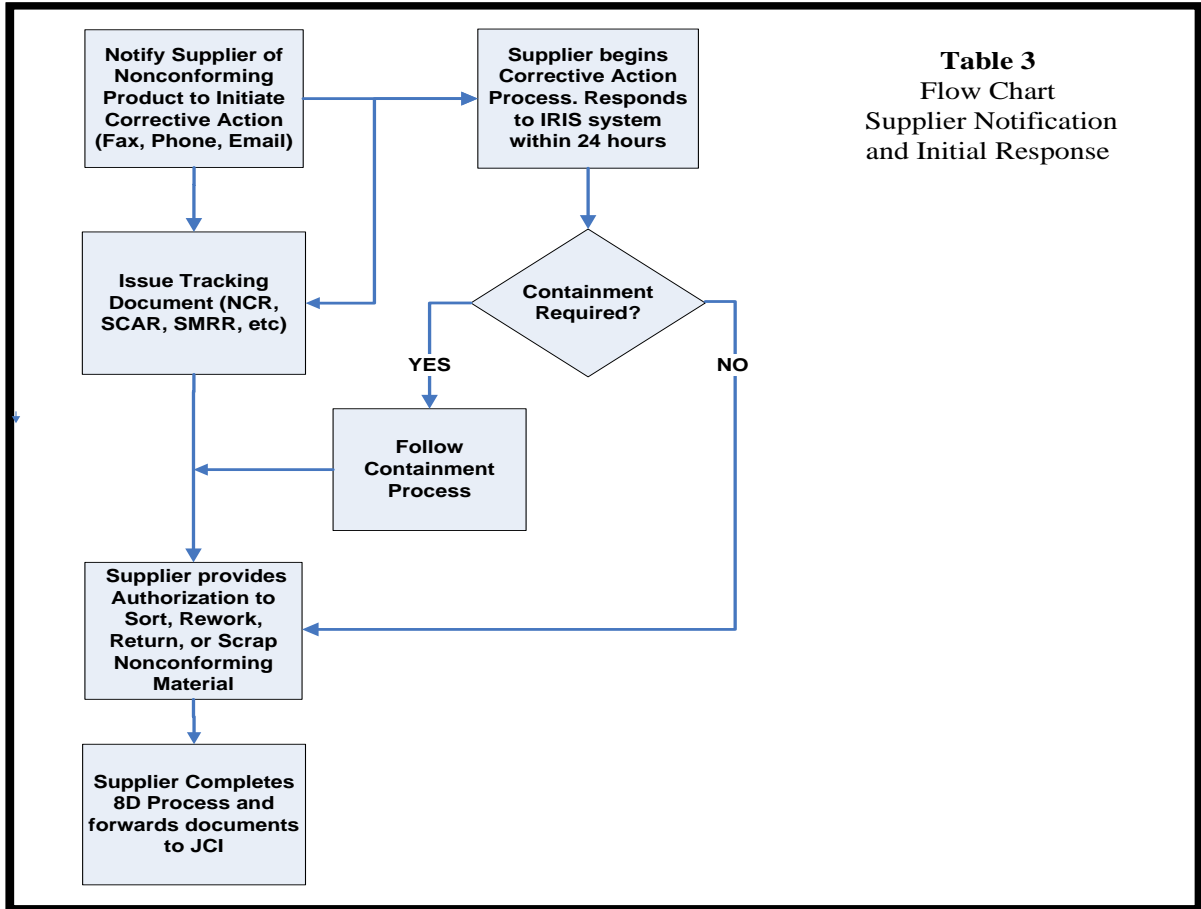 Notify Supplier of
Nonconforming
Product to Initiate
Corrective Action
(Fax, Phone, Email)
Supplier begins
Corrective Action
Process. Responds
to IRIS system
within 24 hours
Table 3
Flow Chart
Supplier Notification
and Initial Response
Issue Tracking
Document (NCR,
SCAR, SMRR, etc)
Containment
Required?
YES
NO
Follow
Containment
Process
Supplier provides
Authorization to
Sort, Rework,
Return, or Scrap
Nonconforming
Material
Supplier Completes
8D Process and
forwards documents
to JCI